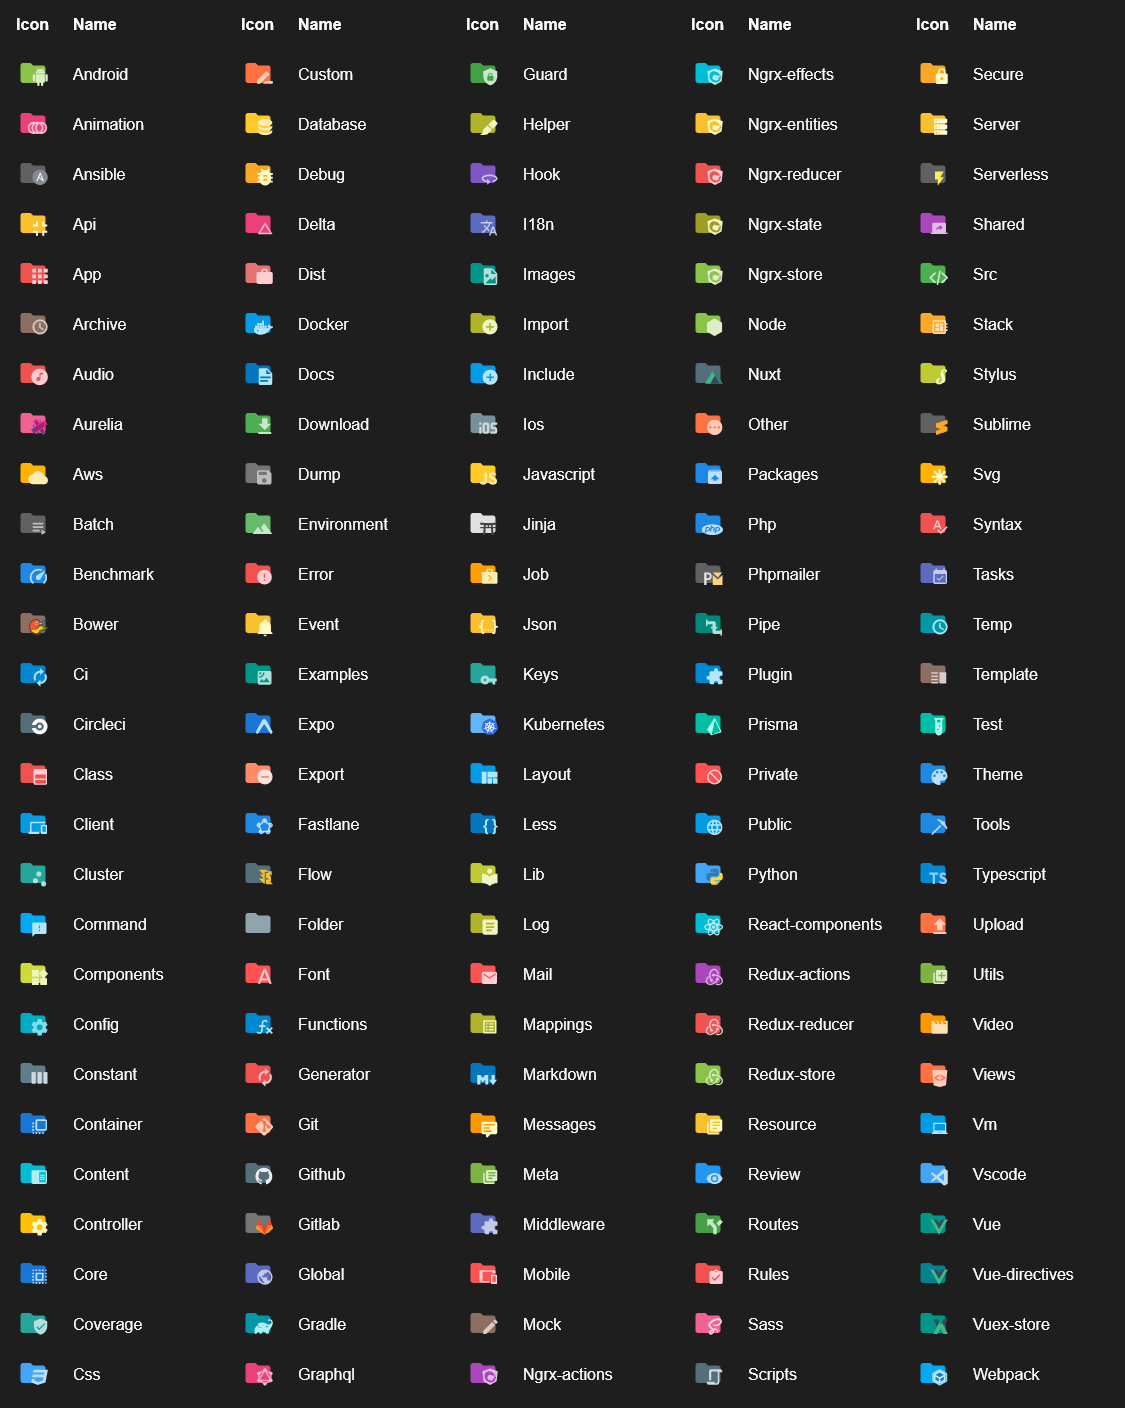 Icon Name Icon Name Icon Name Icon Name Icon Name
Android Custom Guard Ngrx-effects Secure
Animation Database Helper Ngrx-entities Server
Ansible Debug Hook Ngrx-reducer Serverless
Api Delta I18n Ngrx-state Shared
App Dist Images Ngrx-store Src
Archive Docker Import Node Stack
Audio Docs Include Nuxt Stylus
Aurelia Download iOS Ios Other Sublime
Aws Dump JS Javascript Packages Svg
Batch Environment Jinja php Php A Syntax
Benchmark Error Job P Phpmailer Tasks
Bower Event Json Pipe Temp
Ci Examples Keys Plugin Template
Circleci Expo Kubernetes Prisma Test
Class Export Layout Private Theme
Client Fastlane Less Public Tools
Cluster Flow Lib Python TS Typescript
Command Folder Log React-components Upload
Components A Font Mail Redux-actions Utils
Config fx Functions Mappings Redux-reducer Video
Constant Generator M Markdown Redux-store Views
Container Git Messages Resource Vm
Content Github Meta Review Vscode
Controller Gitlab Middleware Routes Vue
Core Global Mobile Rules Vue-directives
Coverage Gradle Mock Sass Vuex-store
Css Graphql Ngrx-actions Scripts Webpack